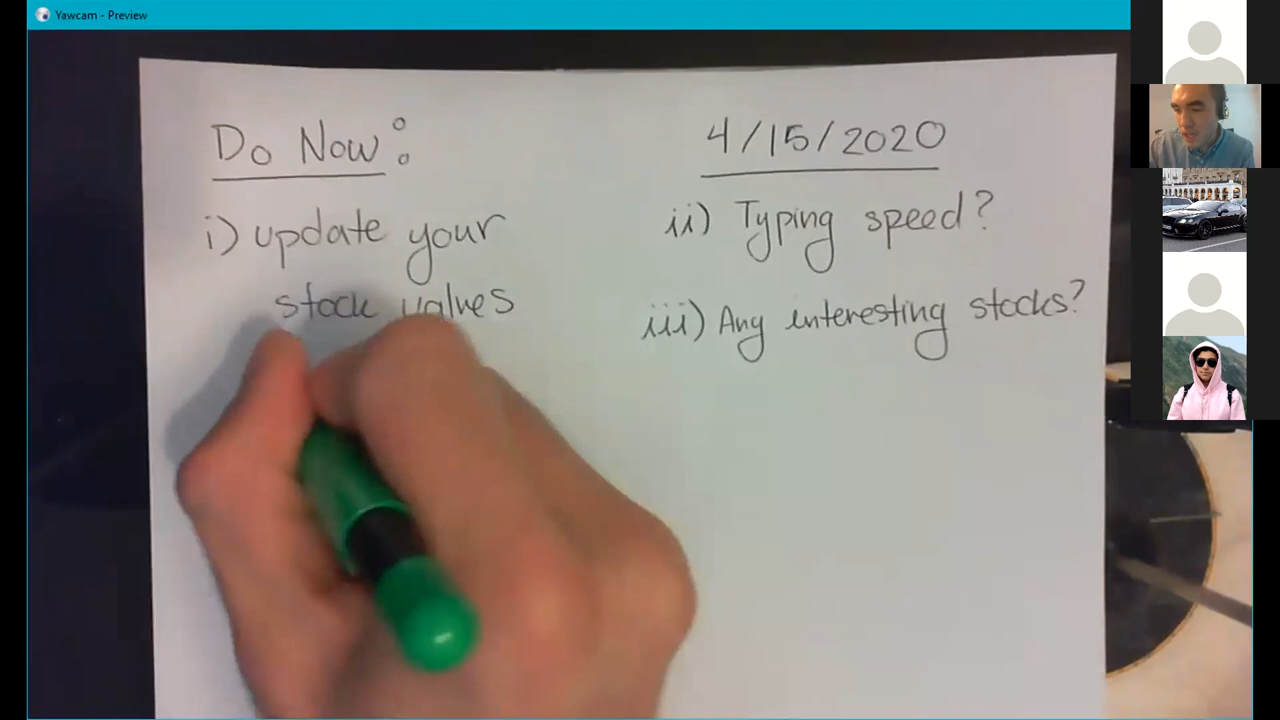 Yawcam - Preview
Do Now:
i) update your
stock values
4/15/2020
ii) Typing speed?
iii) Any interesting stocks?